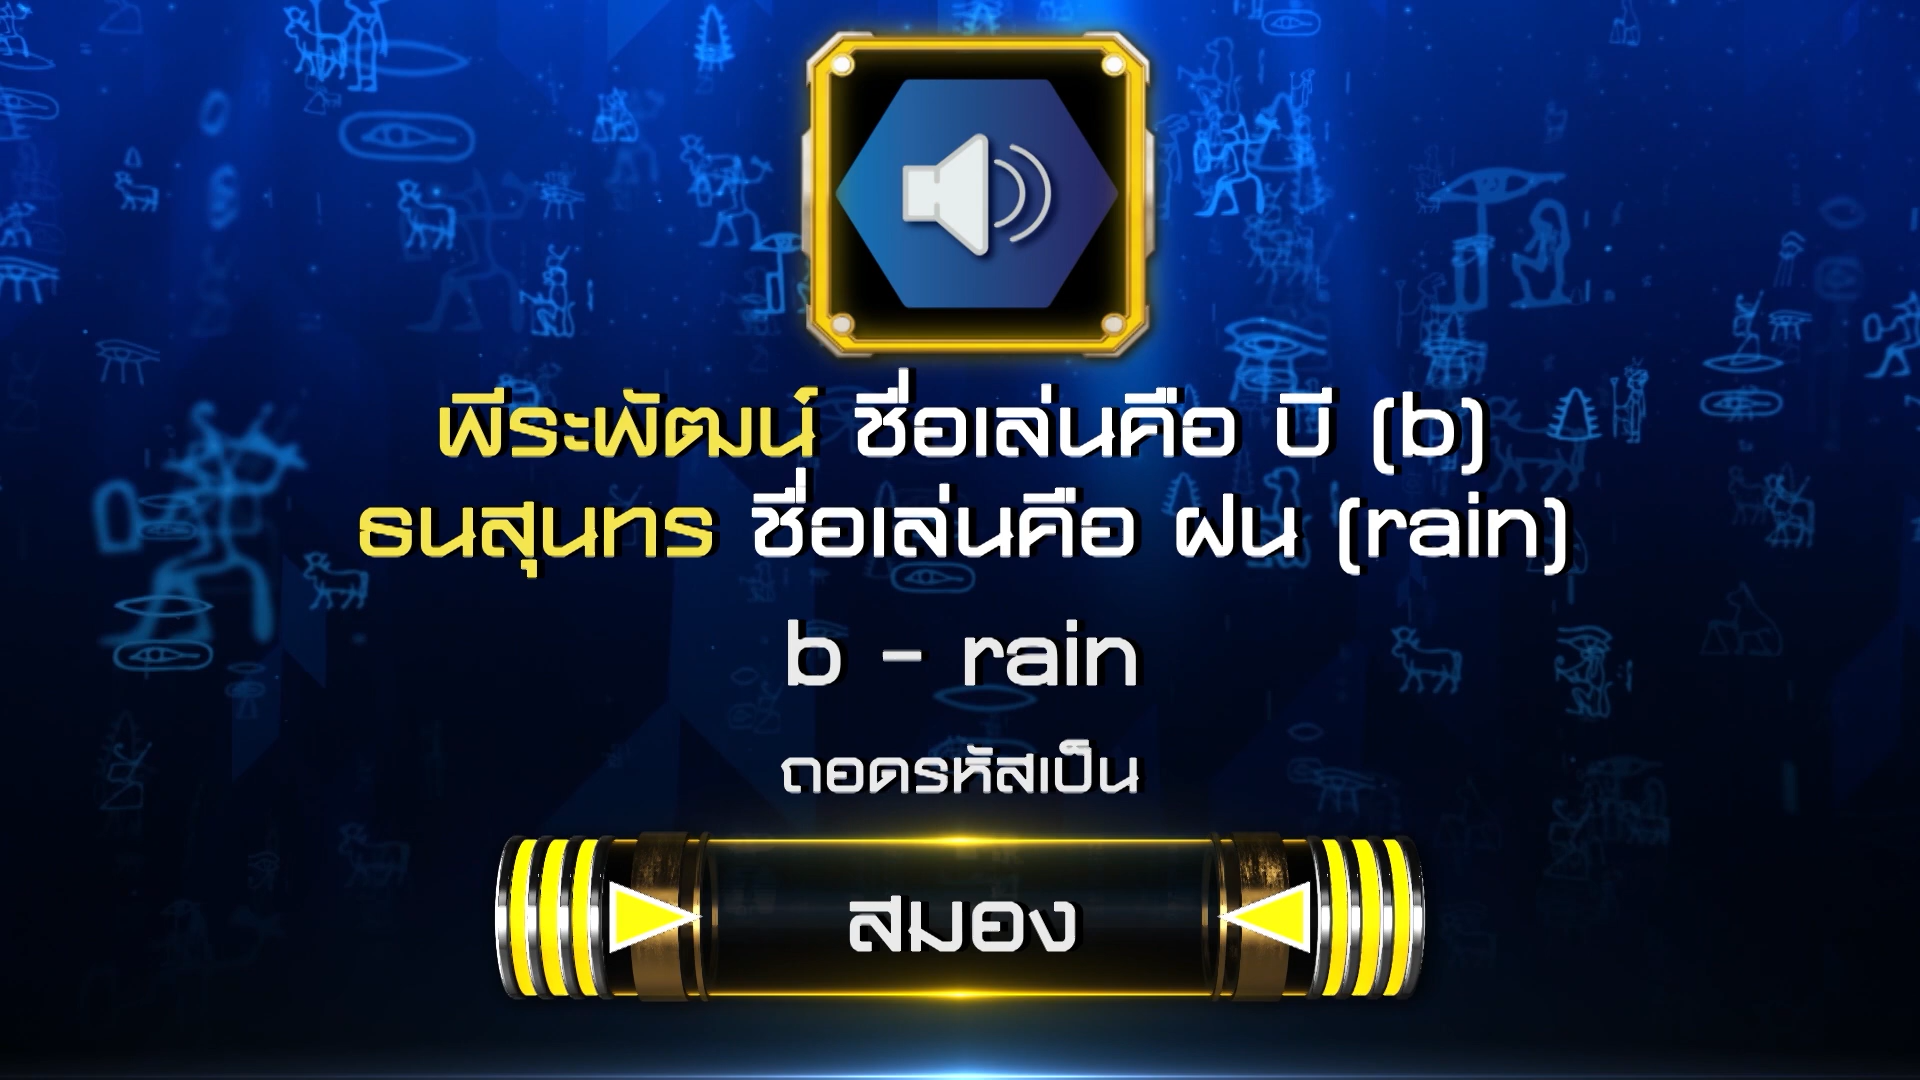 พีระพัฒน์ ชื่อเล่นคือ บี (b)
ธนสุนทร ชื่อเล่นคือ ฝน (rain)
b - rain
ถอดรหัสเป็น
สมอง